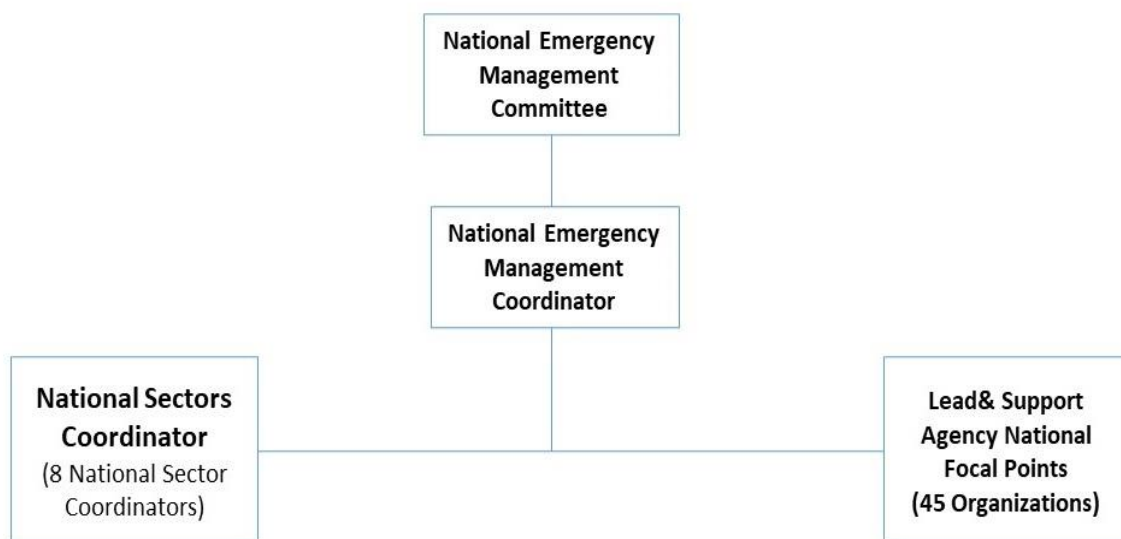 National Emergency
Management
Committee
National Emergency
Management
Coordinator
National Sectors
Coordinator
(8 National Sector
Coordinators)
Lead& Support
Agency National
Focal Points
(45 Organizations)